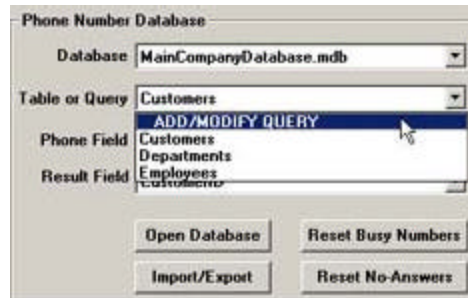 Phone Number Database
Database MainCompanyDatabase.mdb
Table or Query Customers
ADD/MODIFY QUERY
Phone Field Customers
Departments
Result Field Employees
CustomerID
Open Database Reset Busy Numbers
Import/Export Reset No-Answers